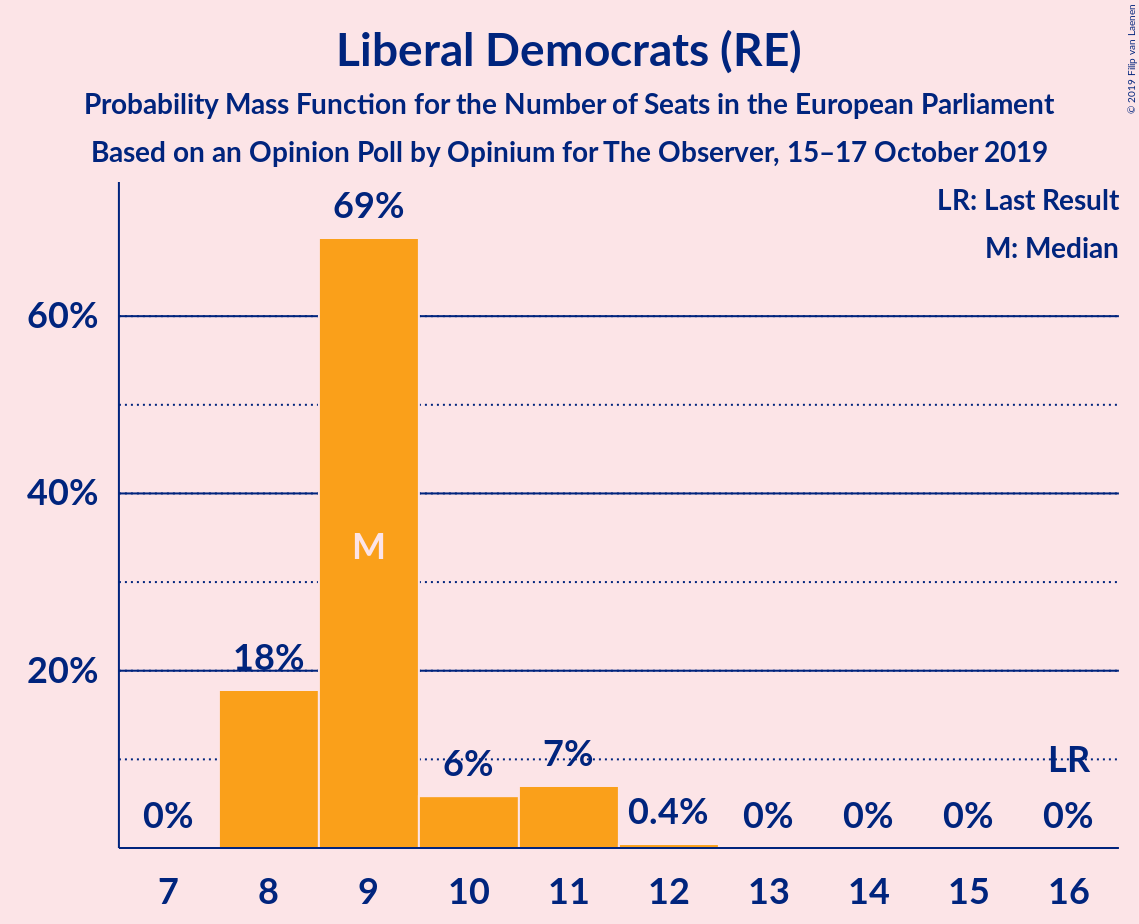 Liberal Democrats (RE)
Probability Mass Function for the Number of Seats in the European Parliament
Based on an Opinion Poll by Opinium for The Observer, 15–17 October 2019
© 2019 Filip van Laenen
LR: Last Result
M: Median
69%
60%
40%
M
20%
18%
6%
7%
LR
0%
0.4%
0%
0%
0%
0%
7 8 9 10 11 12 13 14 15 16